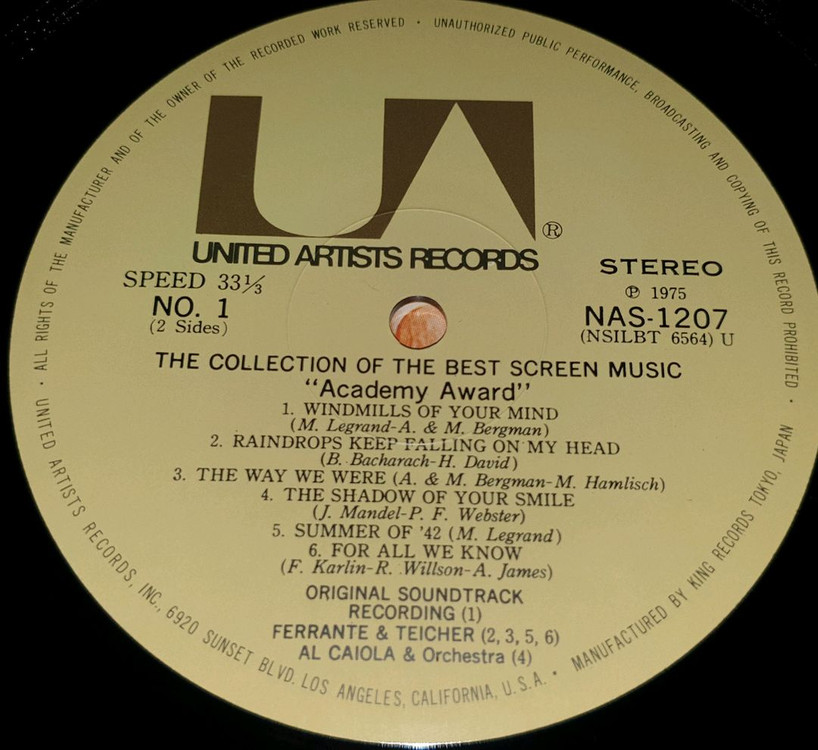 · ALL RIGHTS OF THE MANUFACTURER AND OF THE OWNER OF THE RECORDED WORK RESERVED · UNAUTHORIZED PUBLIC PERFORMANCE, BROADCASTING AND COPYING OF THIS RECORD PROHIBITED ·
UA ®
UNITED ARTISTS RECORDS
SPEED 33⅓
NO. 1
(2 Sides)
STEREO
℗ 1975
NAS-1207
(NSILBT 6564) U
THE COLLECTION OF THE BEST SCREEN MUSIC
"Academy Award"
1. WINDMILLS OF YOUR MIND
(M. Legrand-A. & M. Bergman)
2. RAINDROPS KEEP FALLING ON MY HEAD
(B. Bacharach-H. David)
3. THE WAY WE WERE (A. & M. Bergman-M. Hamlisch)
4. THE SHADOW OF YOUR SMILE
(J. Mandel-P. F. Webster)
5. SUMMER OF '42 (M. Legrand)
6. FOR ALL WE KNOW
(F. Karlin-R. Willson-A. James)
ORIGINAL SOUNDTRACK
RECORDING (1)
FERRANTE & TEICHER (2, 3, 5, 6)
AL CAIOLA & Orchestra (4)
UNITED ARTISTS RECORDS, INC., 6920 SUNSET BLVD. LOS ANGELES, CALIFORNIA, U.S.A. · MANUFACTURED BY KING RECORDS TOKYO, JAPAN